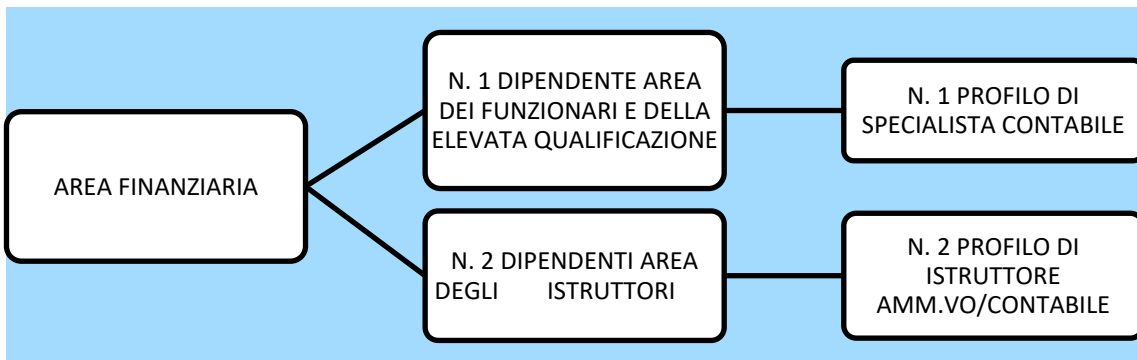 AREA FINANZIARIA
N. 1 DIPENDENTE AREA
DEI FUNZIONARI E DELLA
ELEVATA QUALIFICAZIONE
N. 1 PROFILO DI
SPECIALISTA CONTABILE
N. 2 DIPENDENTI AREA
DEGLI ISTRUTTORI
N. 2 PROFILO DI
ISTRUTTORE
AMM.VO/CONTABILE